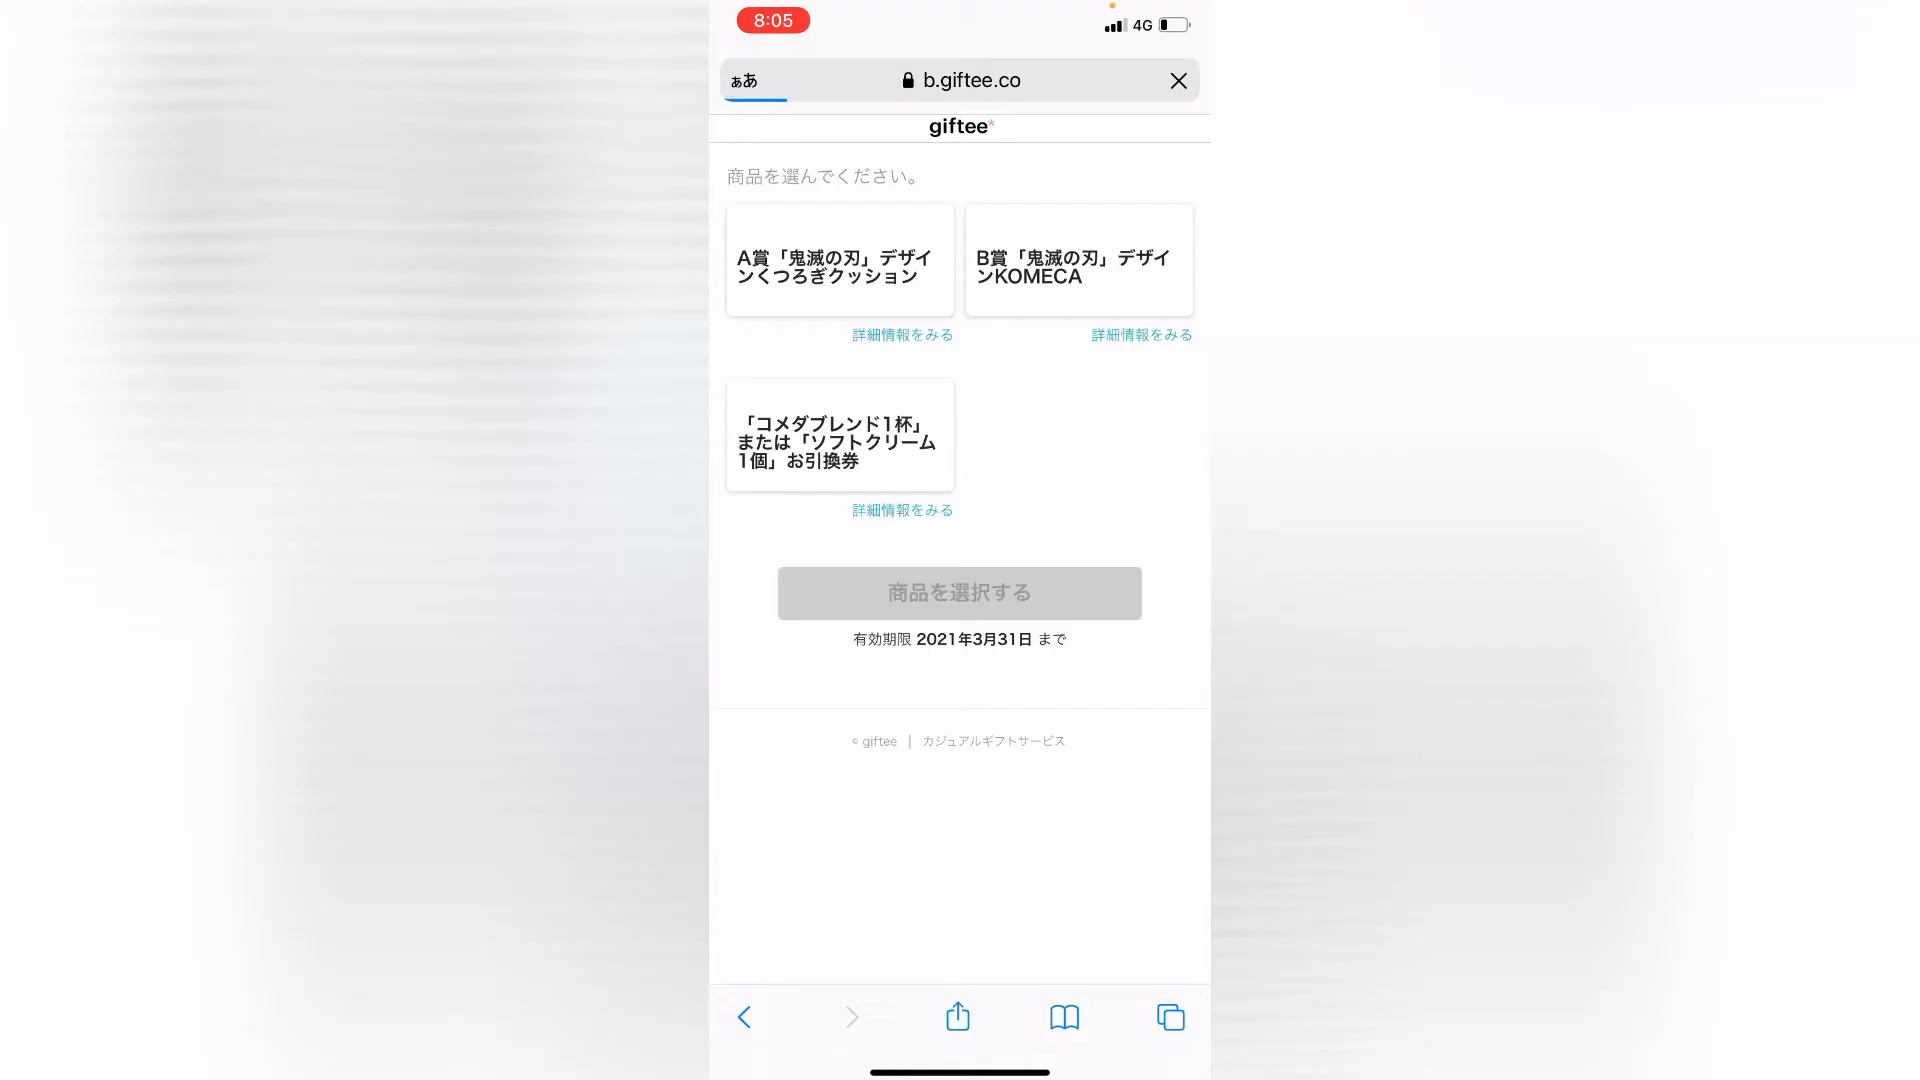 8:05
4G
ぁあ
b.giftee.co
giftee*
商品を選んでください。
A賞「鬼滅の刃」デザイ
ンくつろぎクッション
B賞「鬼滅の刃」デザイ
ンKOMECA
詳細情報をみる
詳細情報をみる
「コメダブレンド1杯」
または「ソフトクリーム
1個」お引換券
詳細情報をみる
商品を選択する
有効期限 2021年3月31日 まで
© giftee | カジュアルギフトサービス